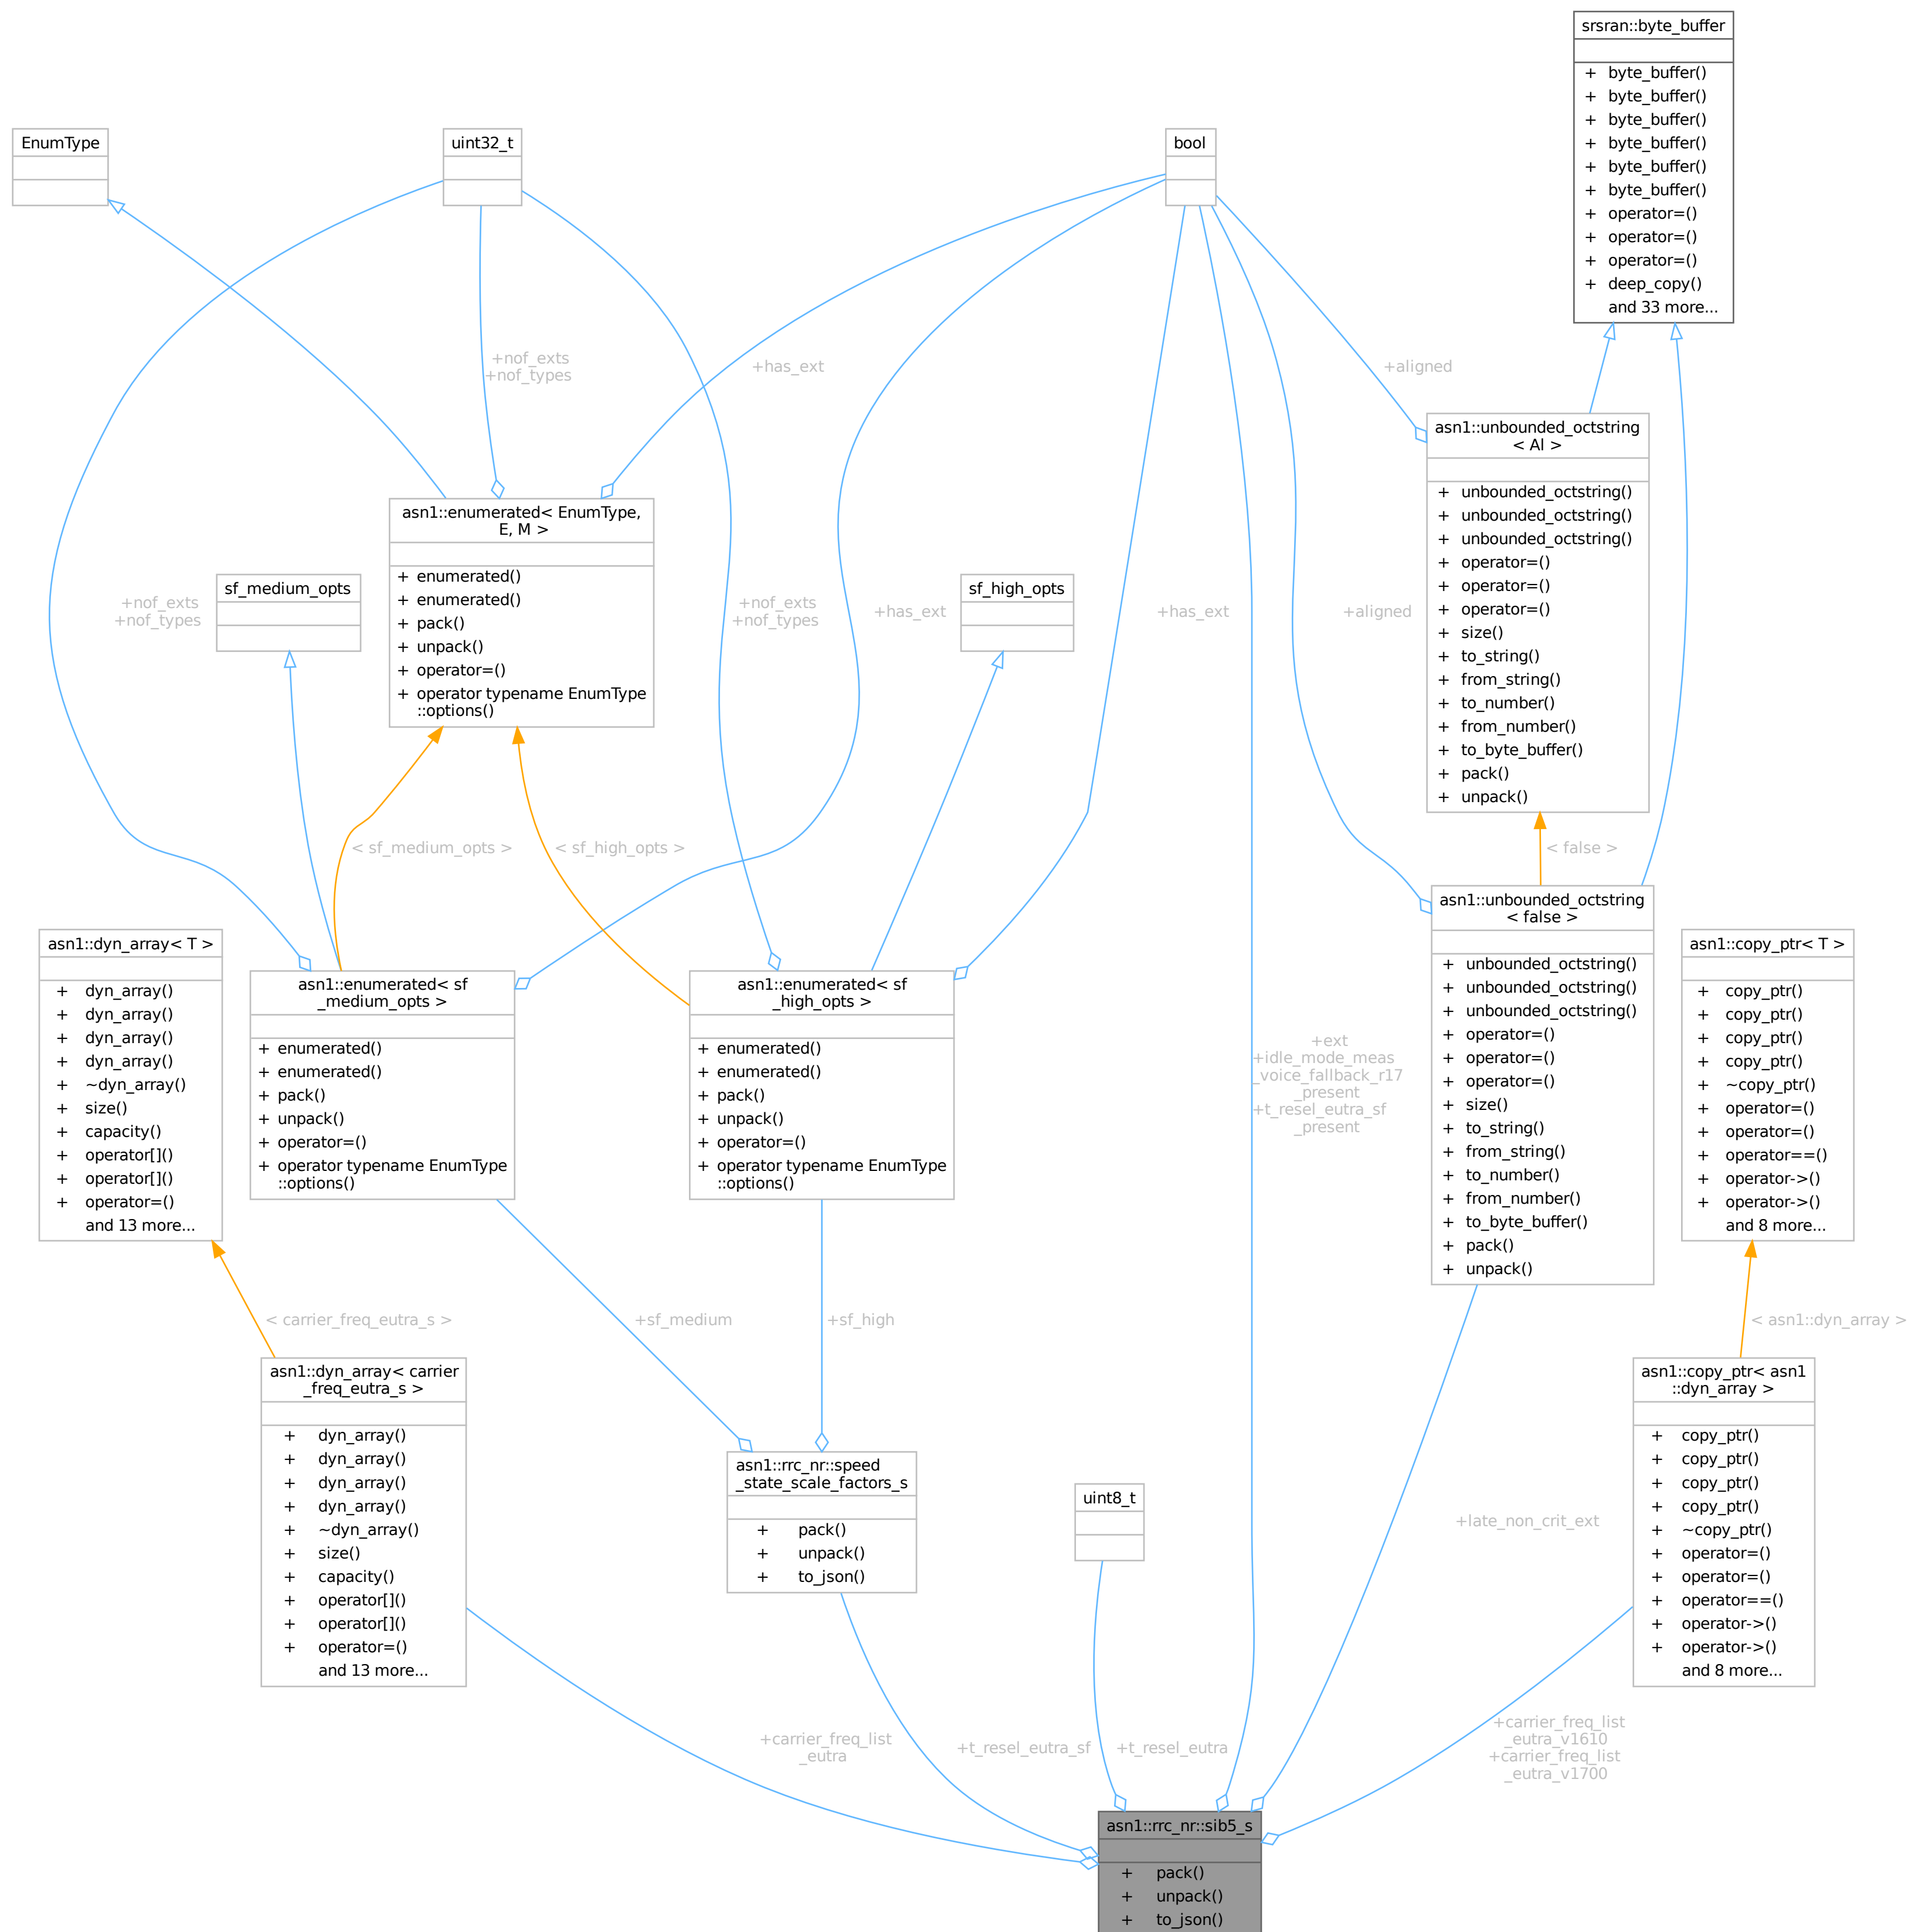 srsran::byte_buffer
+ byte_buffer()
+ byte_buffer()
+ byte_buffer()
+ byte_buffer()
+ byte_buffer()
+ byte_buffer()
+ operator=()
+ operator=()
+ operator=()
+ deep_copy()
and 33 more...
EnumType
uint32_t
bool
+nof_exts
+nof_types
+has_ext
+aligned
asn1::unbounded_octstring
< Al >
+ unbounded_octstring()
+ unbounded_octstring()
+ unbounded_octstring()
+ operator=()
+ operator=()
+ operator=()
+ size()
+ to_string()
+ from_string()
+ to_number()
+ from_number()
+ to_byte_buffer()
+ pack()
+ unpack()
asn1::enumerated< EnumType,
E, M >
+ enumerated()
+ enumerated()
+ pack()
+ unpack()
+ operator=()
+ operator typename EnumType
::options()
+nof_exts
+nof_types
sf_medium_opts
+nof_exts
+nof_types
+has_ext
sf_high_opts
+has_ext
+aligned
< sf_medium_opts >
< sf_high_opts >
< false >
asn1::dyn_array< T >
+ dyn_array()
+ dyn_array()
+ dyn_array()
+ dyn_array()
+ ~dyn_array()
+ size()
+ capacity()
+ operator[]()
+ operator[]()
+ operator=()
and 13 more...
asn1::enumerated< sf
_medium_opts >
+ enumerated()
+ enumerated()
+ pack()
+ unpack()
+ operator=()
+ operator typename EnumType
::options()
asn1::enumerated< sf
_high_opts >
+ enumerated()
+ enumerated()
+ pack()
+ unpack()
+ operator=()
+ operator typename EnumType
::options()
+ext
+idle_mode_meas
_voice_fallback_r17
_present
+t_resel_eutra_sf
_present
asn1::unbounded_octstring
< false >
+ unbounded_octstring()
+ unbounded_octstring()
+ unbounded_octstring()
+ operator=()
+ operator=()
+ operator=()
+ size()
+ to_string()
+ from_string()
+ to_number()
+ from_number()
+ to_byte_buffer()
+ pack()
+ unpack()
asn1::copy_ptr< T >
+ copy_ptr()
+ copy_ptr()
+ copy_ptr()
+ copy_ptr()
+ ~copy_ptr()
+ operator=()
+ operator=()
+ operator==()
+ operator->()
+ operator->()
and 8 more...
< carrier_freq_eutra_s >
+sf_medium
+sf_high
< asn1::dyn_array >
asn1::dyn_array< carrier
_freq_eutra_s >
+ dyn_array()
+ dyn_array()
+ dyn_array()
+ dyn_array()
+ ~dyn_array()
+ size()
+ capacity()
+ operator[]()
+ operator[]()
+ operator=()
and 13 more...
asn1::rrc_nr::speed
_state_scale_factors_s
+ pack()
+ unpack()
+ to_json()
uint8_t
+late_non_crit_ext
asn1::copy_ptr< asn1
::dyn_array >
+ copy_ptr()
+ copy_ptr()
+ copy_ptr()
+ copy_ptr()
+ ~copy_ptr()
+ operator=()
+ operator=()
+ operator==()
+ operator->()
+ operator->()
and 8 more...
+carrier_freq_list
_eutra
+t_resel_eutra_sf
+t_resel_eutra
+carrier_freq_list
_eutra_v1610
+carrier_freq_list
_eutra_v1700
asn1::rrc_nr::sib5_s
+ pack()
+ unpack()
+ to_json()